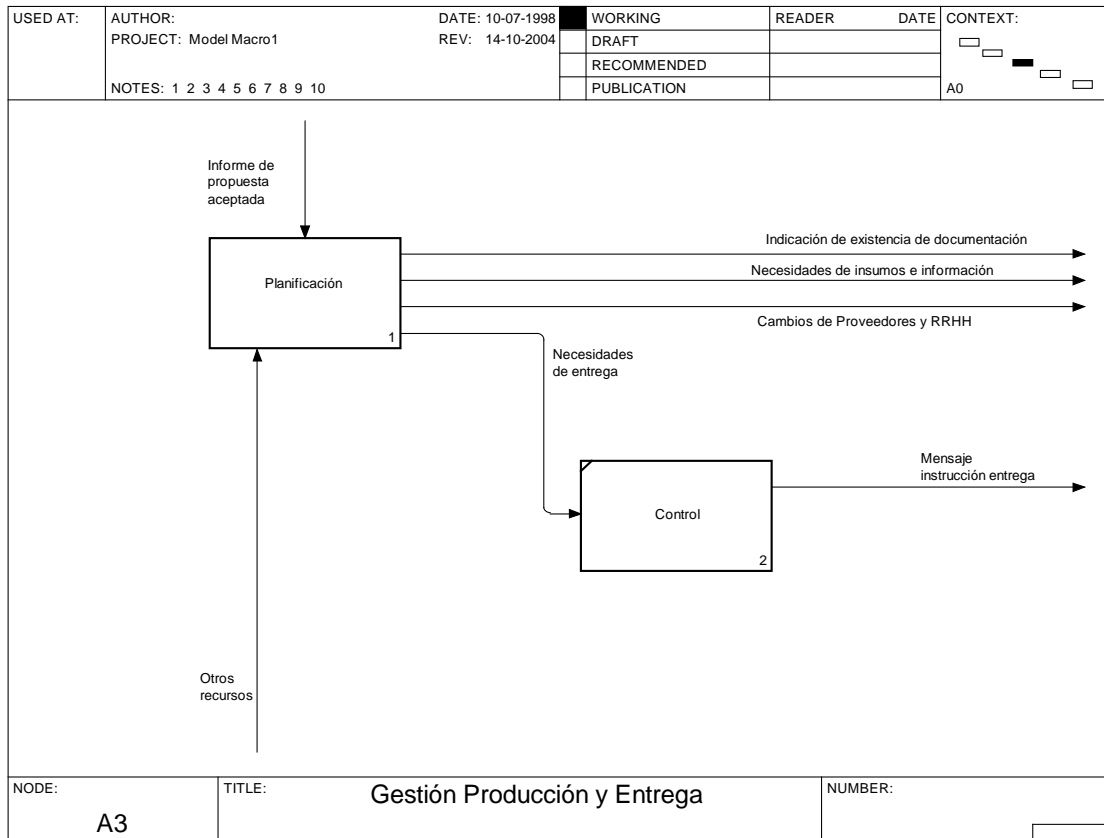 USED AT:
AUTHOR:
DATE: 10-07-1998
WORKING
READER
DATE
CONTEXT:
PROJECT: Model Macro1
REV: 14-10-2004
DRAFT
RECOMMENDED
NOTES: 1 2 3 4 5 6 7 8 9 10
PUBLICATION
A0
Informe de
propuesta
aceptada
Indicación de existencia de documentación
Planificación
Necesidades de insumos e información
1
Cambios de Proveedores y RRHH
Necesidades
de entrega
Mensaje
instrucción entrega
Control
2
Otros
recursos
NODE:
TITLE:
Gestión Producción y Entrega
NUMBER:
A3